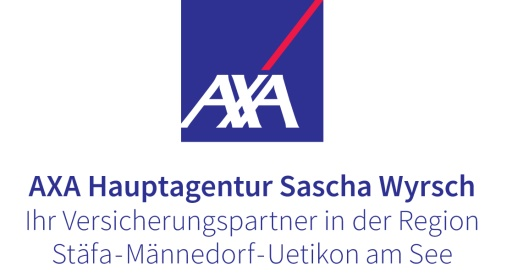 AXA
AXA Hauptagentur Sascha Wyrsch
Ihr Versicherungspartner in der Region
Stäfa-Männedorf-Uetikon am See